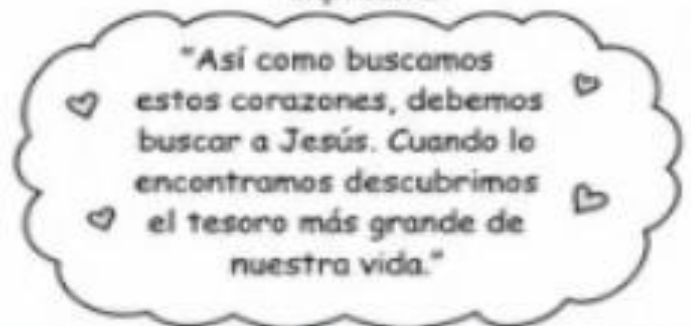 "Así como buscamos
estos corazones, debemos
buscar a Jesús. Cuando lo
encontramos descubrimos
el tesoro más grande de
nuestra vida."